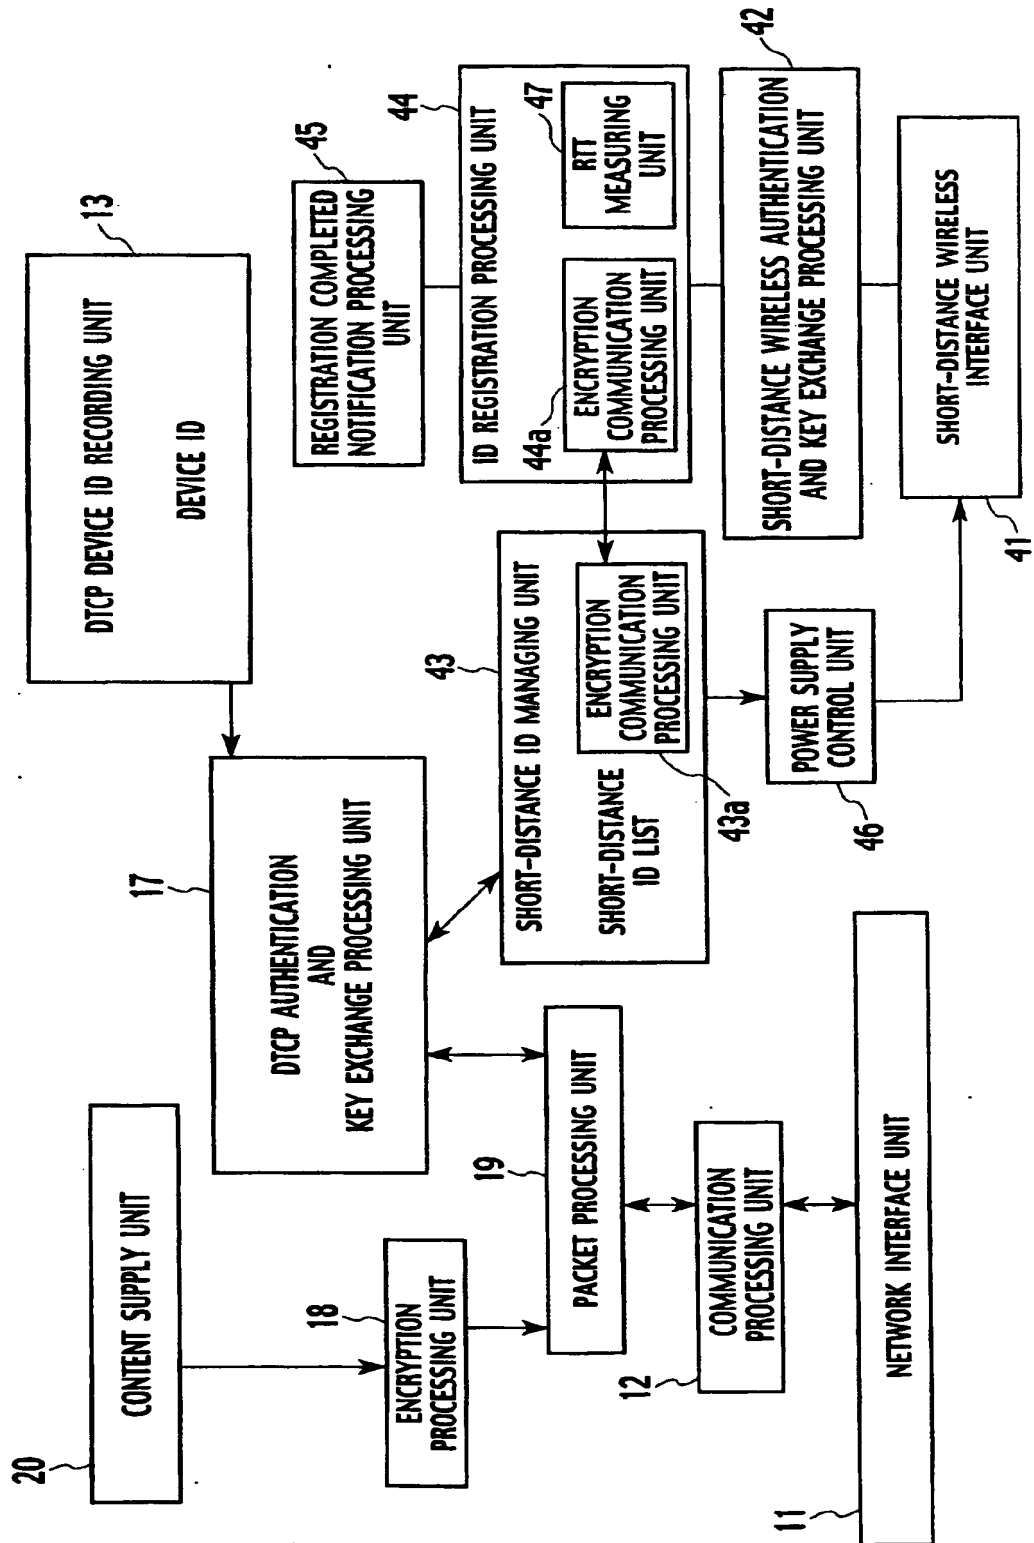 20
CONTENT SUPPLY UNIT
18
ENCRYPTION
PROCESSING UNIT
17
DTCP AUTHENTICATION
AND
KEY EXCHANGE PROCESSING UNIT
13
DTCP DEVICE ID RECORDING UNIT
DEVICE ID
19
PACKET PROCESSING UNIT
12
COMMUNICATION
PROCESSING UNIT
11
NETWORK INTERFACE UNIT
43
SHORT-DISTANCE ID MANAGING UNIT
SHORT-DISTANCE
ID LIST
ENCRYPTION
COMMUNICATION
PROCESSING UNIT
43a
46
POWER SUPPLY
CONTROL UNIT
45
REGISTRATION COMPLETED
NOTIFICATION PROCESSING
UNIT
44
ID REGISTRATION PROCESSING UNIT
44a
ENCRYPTION
COMMUNICATION
PROCESSING UNIT
47
RTT
MEASURING
UNIT
42
SHORT-DISTANCE WIRELESS AUTHENTICATION
AND KEY EXCHANGE PROCESSING UNIT
41
SHORT-DISTANCE WIRELESS
INTERFACE UNIT